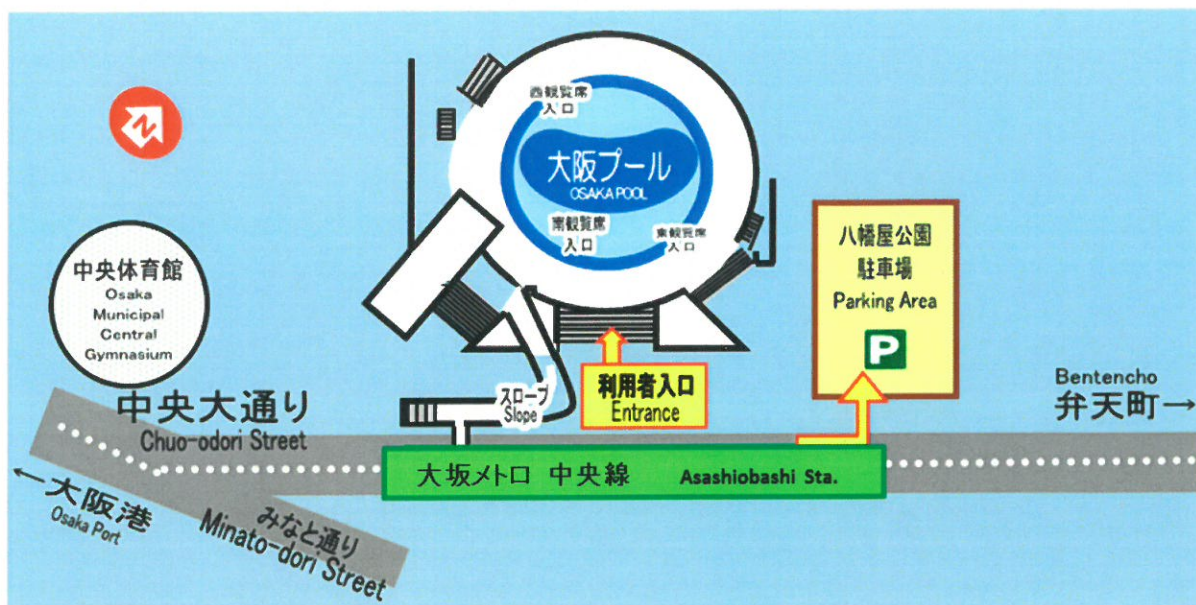 N
西観覧席
入口
大阪プール
OSAKA POOL
南観覧席
入口
東観覧席
入口
中央体育館
Osaka
Municipal
Central
Gymnasium
八幡屋公園
駐車場
Parking Area
P
利用者入口
Entrance
スロープ
Slope
Bentencho
弁天町→
中央大通り
Chuo-odori Street
大坂メトロ 中央線 Asashiobashi Sta.
←大阪港
Osaka Port
みなと通り
Minato-dori Street